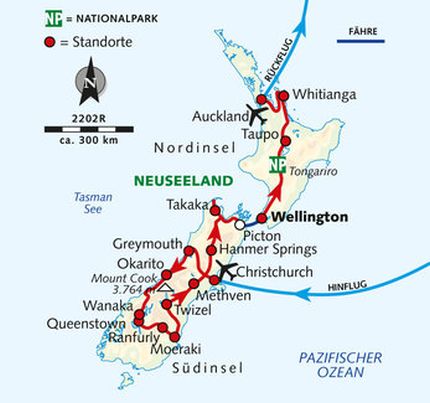 NP = NATIONALPARK
= Standorte
N
2202R
ca. 300 km
FÄHRE
RÜCKFLUG
Whitianga
Auckland
Taupo
Nordinsel
NP
Tongariro
NEUSEELAND
Tasman
See
Takaka
Wellington
Picton
Greymouth
Hanmer Springs
Okarito
Christchurch
Mount Cook
3.764 m
HINFLUG
Methven
Wanaka
Twizel
Queenstown
Ranfurly
Moeraki
PAZIFISCHER
OZEAN
Südinsel